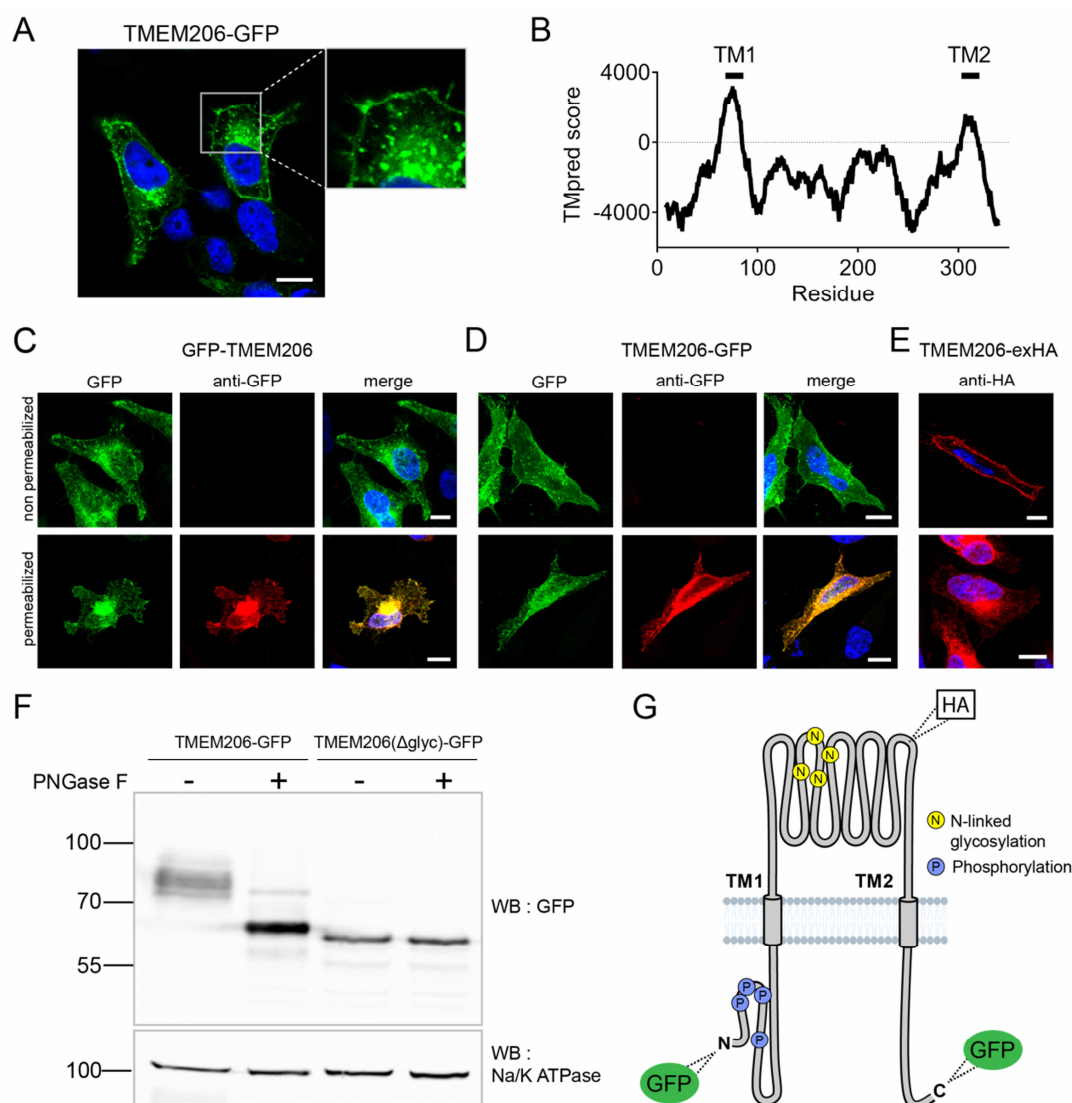 A
TMEM206-GFP
B
TM1
TM2
4000
0
-4000
TMpred score
0
100
200
300
Residue
C
GFP-TMEM206
GFP
anti-GFP
merge
non permeabilized
permeabilized
D
TMEM206-GFP
GFP
anti-GFP
merge
E
TMEM206-exHA
anti-HA
F
TMEM206-GFP
TMEM206(Δglyc)-GFP
PNGase F
- + - +
100
70
55
WB : GFP
100
WB :
Na/K ATPase
G
HA
N
N
N
N
N N-linked
glycosylation
P Phosphorylation
TM1
TM2
P
P
P
P
N
GFP
C
GFP